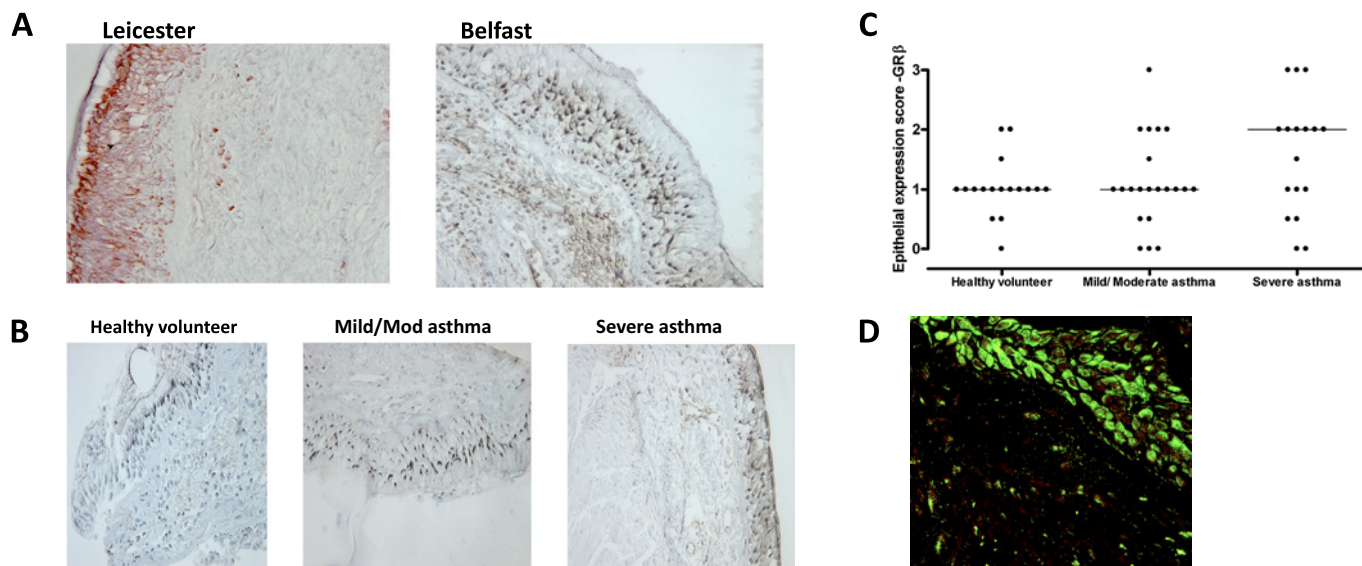 A
Leicester
Belfast
B
Healthy volunteer
Mild/Mod asthma
Severe asthma
C
Epithelial expression score -GRβ
3
2
1
0
Healthy volunteer
Mild/ Moderate asthma
Severe asthma
D